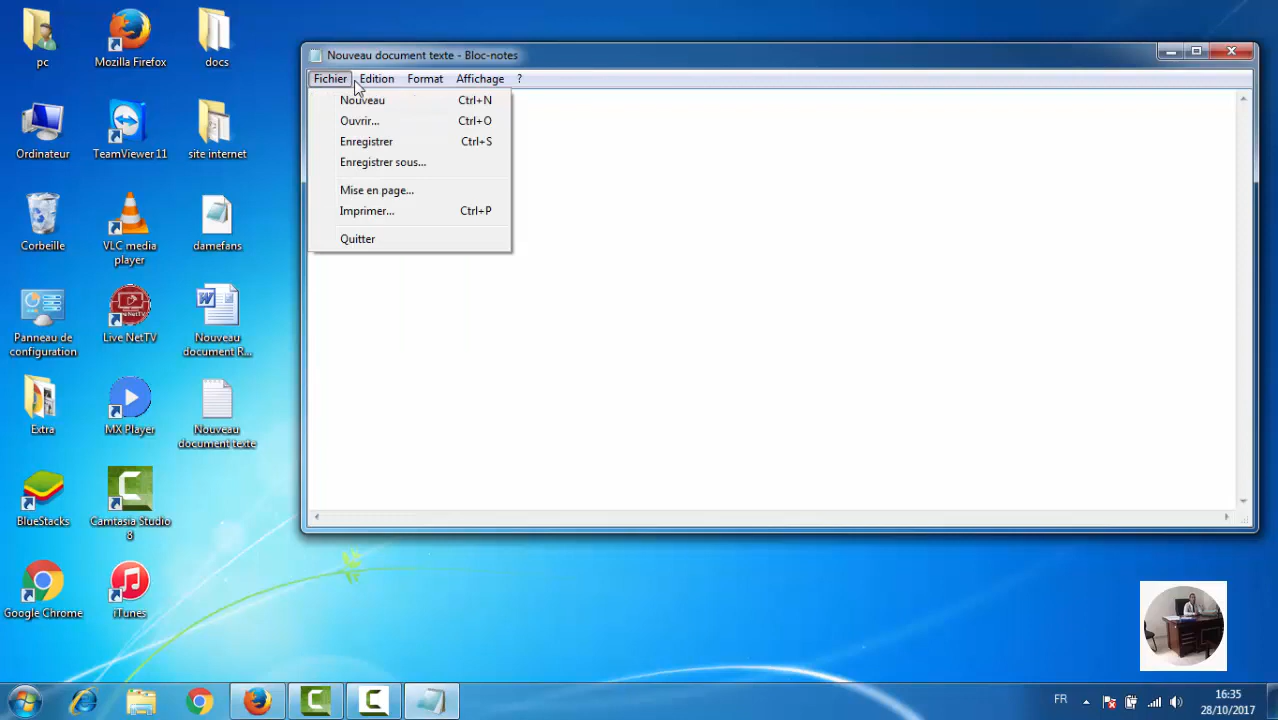 pc
Mozilla Firefox
docs
Ordinateur
TeamViewer 11
site internet
Corbeille
VLC media
player
damefans
Panneau de
configuration
Live NetTV
Nouveau
document R...
Extra
MX Player
Nouveau
document texte
BlueStacks
Camtasia Studio
8
Google Chrome
iTunes
Nouveau document texte - Bloc-notes
Fichier Edition Format Affichage ?
Nouveau Ctrl+N
Ouvrir... Ctrl+O
Enregistrer Ctrl+S
Enregistrer sous...
Mise en page...
Imprimer... Ctrl+P
Quitter
FR
16:35
28/10/2017